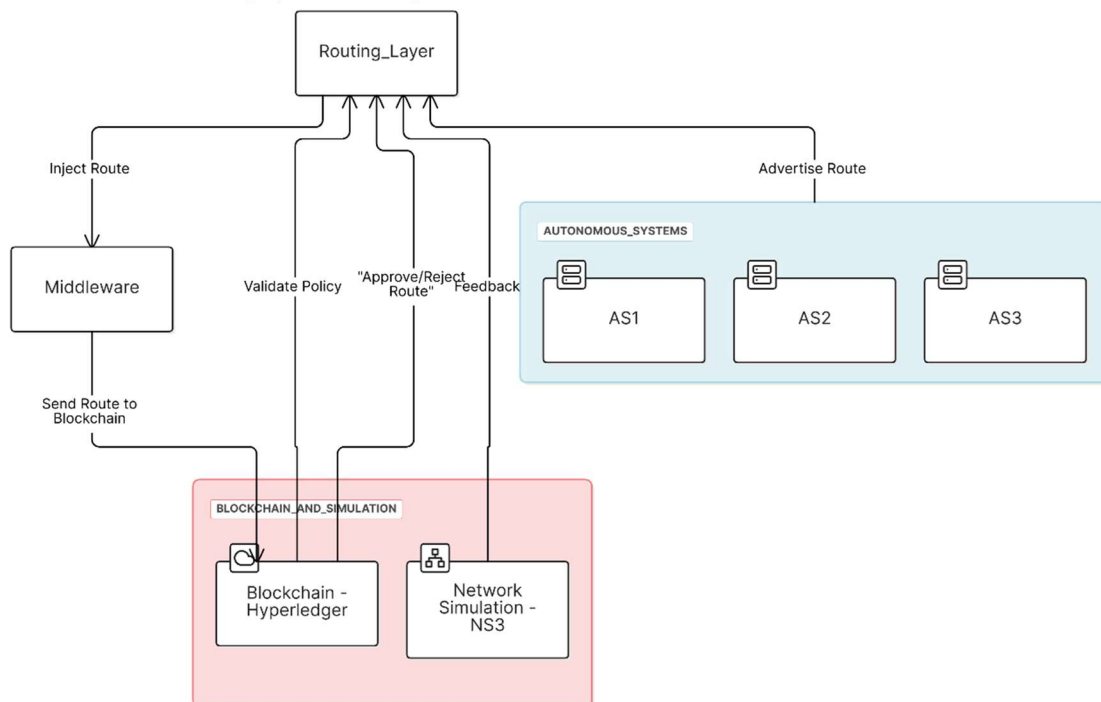 Routing_Layer
Inject Route
Advertise Route
AUTONOMOUS_SYSTEMS
Middleware
Validate Policy
"Approve/Reject
Route"
Feedback
AS1
AS2
AS3
Send Route to
Blockchain
BLOCKCHAIN_AND_SIMULATION
Blockchain -
Hyperledger
Network
Simulation -
NS3